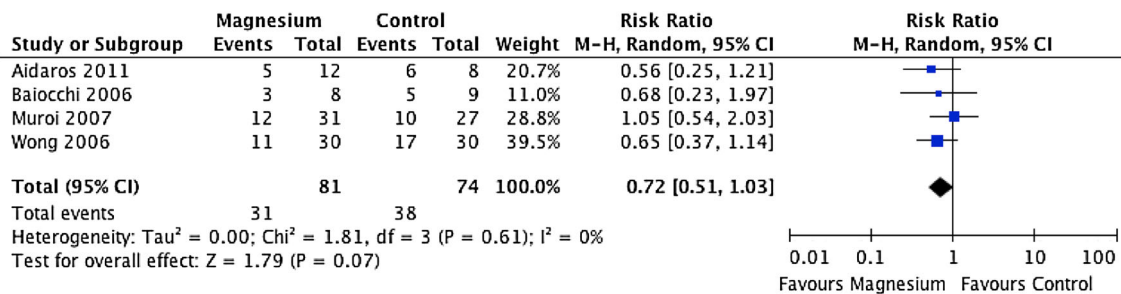 Magnesium Control Risk Ratio Risk Ratio
Study or Subgroup Events Total Events Total Weight M-H, Random, 95% CI M-H, Random, 95% CI
Aidaros 2011 5 12 6 8 20.7% 0.56 [0.25, 1.21]
Baiocchi 2006 3 8 5 9 11.0% 0.68 [0.23, 1.97]
Muroi 2007 12 31 10 27 28.8% 1.05 [0.54, 2.03]
Wong 2006 11 30 17 30 39.5% 0.65 [0.37, 1.14]
Total (95% CI) 81 74 100.0% 0.72 [0.51, 1.03]
Total events 31 38
Heterogeneity: Tau² = 0.00; Chi² = 1.81, df = 3 (P = 0.61); I² = 0%
Test for overall effect: Z = 1.79 (P = 0.07)
0.01 0.1 1 10 100
Favours Magnesium Favours Control